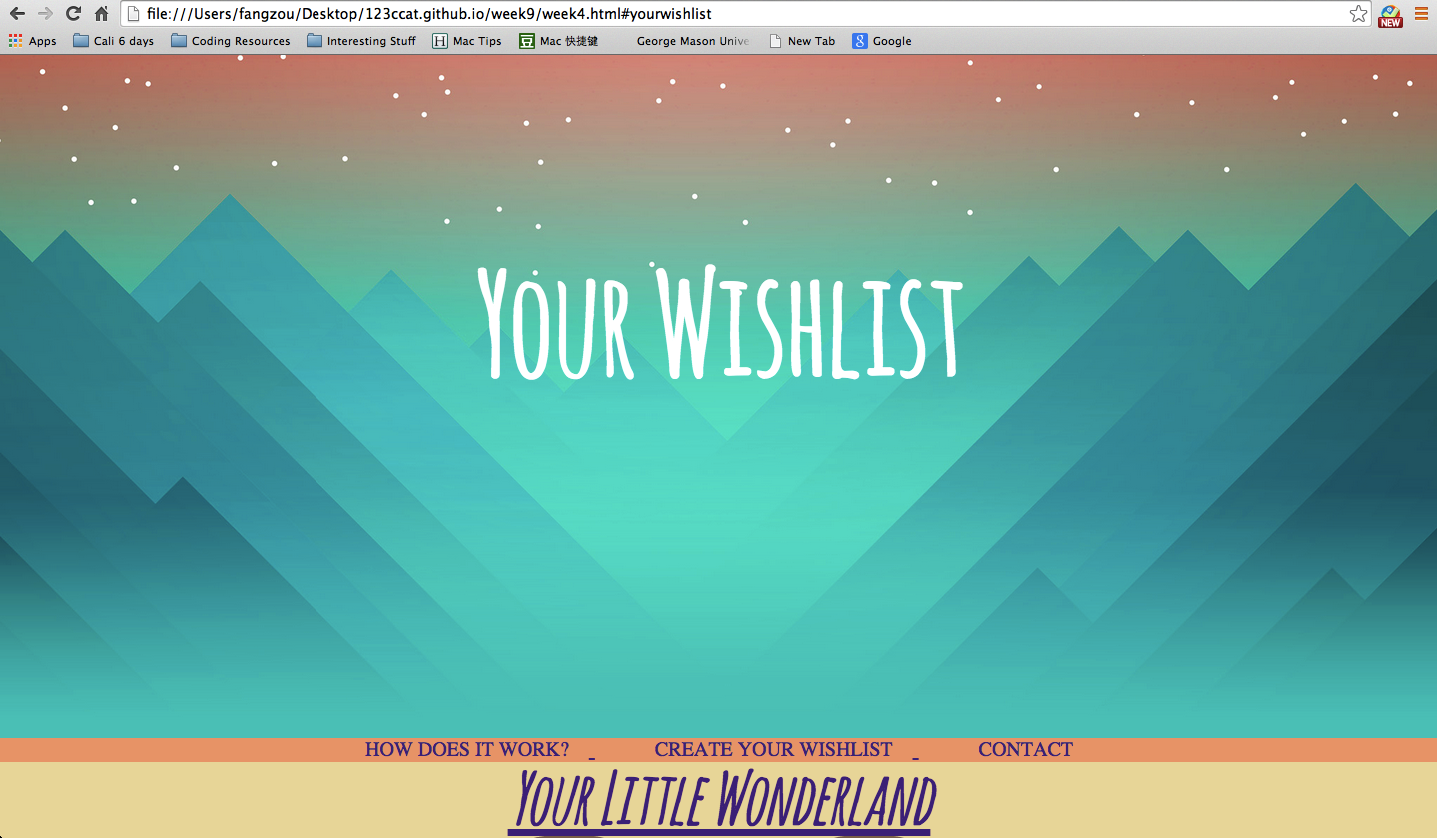 file:///Users/fangzou/Desktop/123ccat.github.io/week9/week4.html#yourwishlist
NEW
Apps Cali 6 days Coding Resources Interesting Stuff H Mac Tips 豆 Mac 快捷键 George Mason Unive New Tab 8 Google
Your Wishlist
HOW DOES IT WORK? - CREATE YOUR WISHLIST - CONTACT
Your Little Wonderland